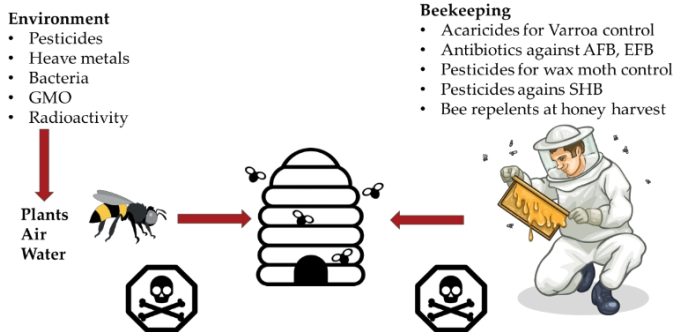 Environment
• Pesticides
• Heave metals
• Bacteria
• GMO
• Radioactivity
Plants
Air
Water
Beekeeping
• Acaricides for Varroa control
• Antibiotics against AFB, EFB
• Pesticides for wax moth control
• Pesticides agains SHB
• Bee repelents at honey harvest